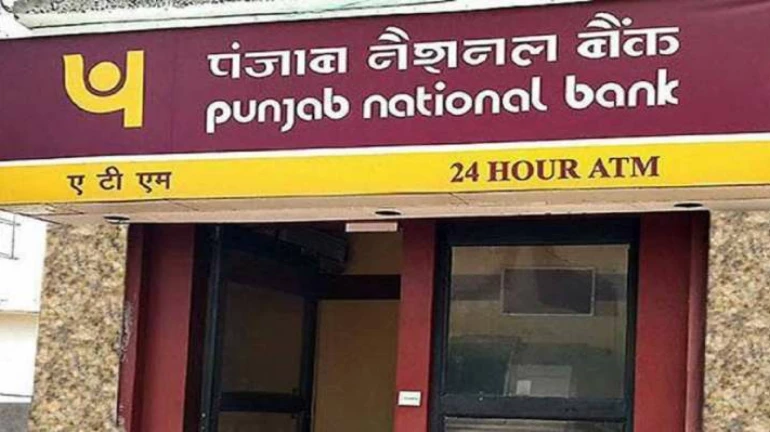 पंजाब नैशनल बैंक
punjab national bank
ए टी एम 24 HOUR ATM